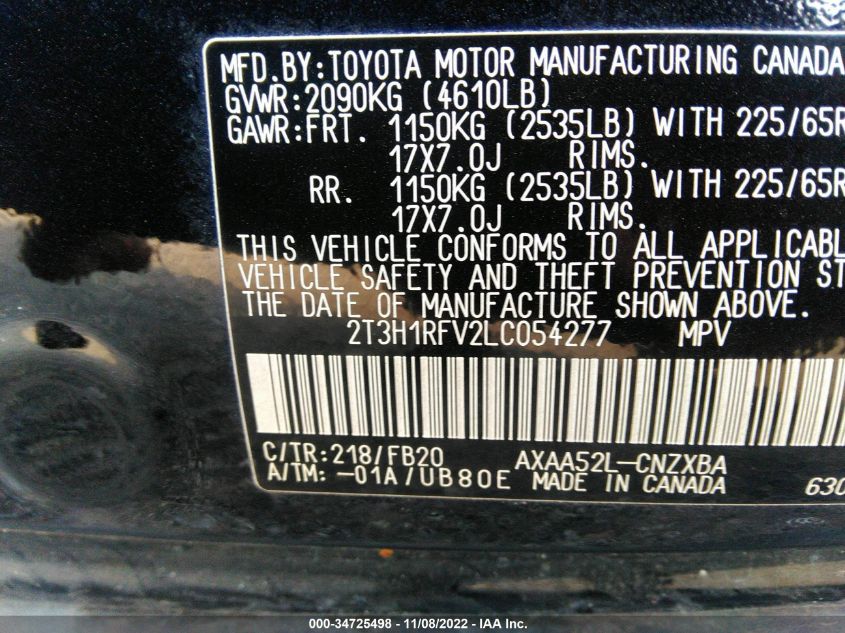 MFD.BY:TOYOTA MOTOR MANUFACTURING CANADA
GVWR:2090KG (4610LB)
GAWR:FRT. 1150KG (2535LB) WITH 225/65R
17X7.0J RIMS.
RR. 1150KG (2535LB) WITH 225/65R
17X7.0J RIMS.
THIS VEHICLE CONFORMS TO ALL APPLICABL
VEHICLE SAFETY AND THEFT PREVENTION ST
THE DATE OF MANUFACTURE SHOWN ABOVE.
2T3H1RFV2LC054277 MPV
C/TR:218/FB20 AXAA52L-CNZXBA
A/TM: -01A/UB80E MADE IN CANADA 630
000-34725498 - 11/08/2022 - IAA Inc.